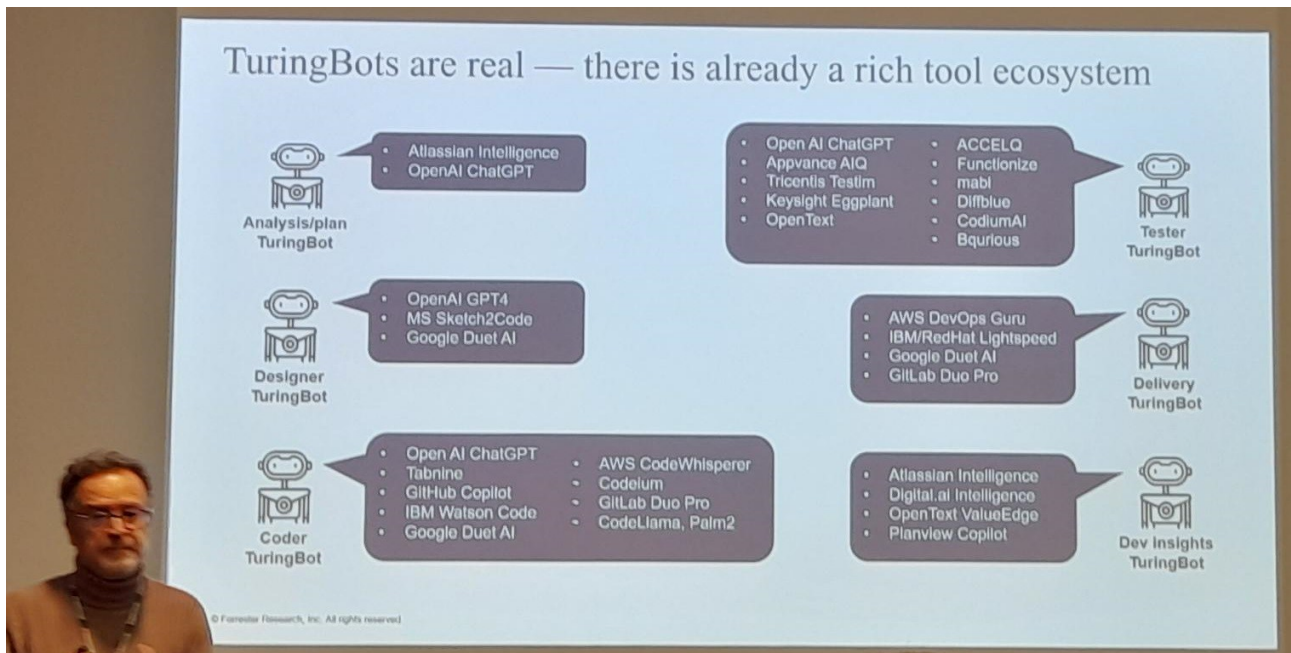 TuringBots are real — there is already a rich tool ecosystem
Analysis/plan
TuringBot
• Atlassian Intelligence
• OpenAI ChatGPT
Designer
TuringBot
• OpenAI GPT4
• MS Sketch2Code
• Google Duet AI
Coder
TuringBot
• Open AI ChatGPT
• Tabnine
• GitHub Copilot
• IBM Watson Code
• Google Duet AI
• AWS CodeWhisperer
• Codeium
• GitLab Duo Pro
• CodeLlama, Palm2
• Open AI ChatGPT
• Appvance AIQ
• Tricentis Testim
• Keysight Eggplant
• OpenText
• ACCELQ
• Functionize
• mabl
• Diffblue
• CodiumAI
• Bqurious
Tester
TuringBot
• AWS DevOps Guru
• IBM/RedHat Lightspeed
• Google Duet AI
• GitLab Duo Pro
Delivery
TuringBot
• Atlassian Intelligence
• Digital.ai Intelligence
• OpenText ValueEdge
• Planview Copilot
Dev insights
TuringBot
© Forrester Research, Inc. All rights reserved